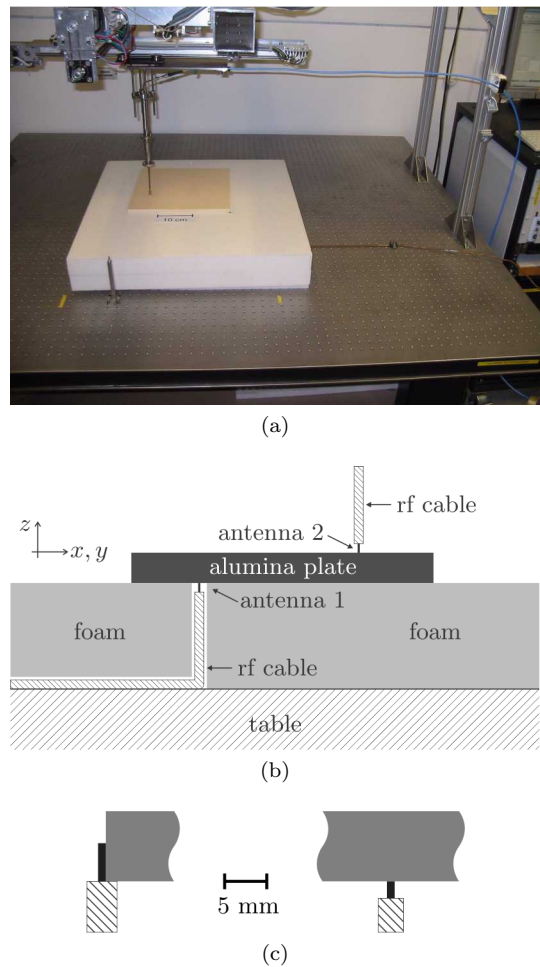 10 cm
(a)
z
x, y
rf cable
antenna 2
alumina plate
antenna 1
foam
foam
rf cable
table
(b)
5 mm
(c)